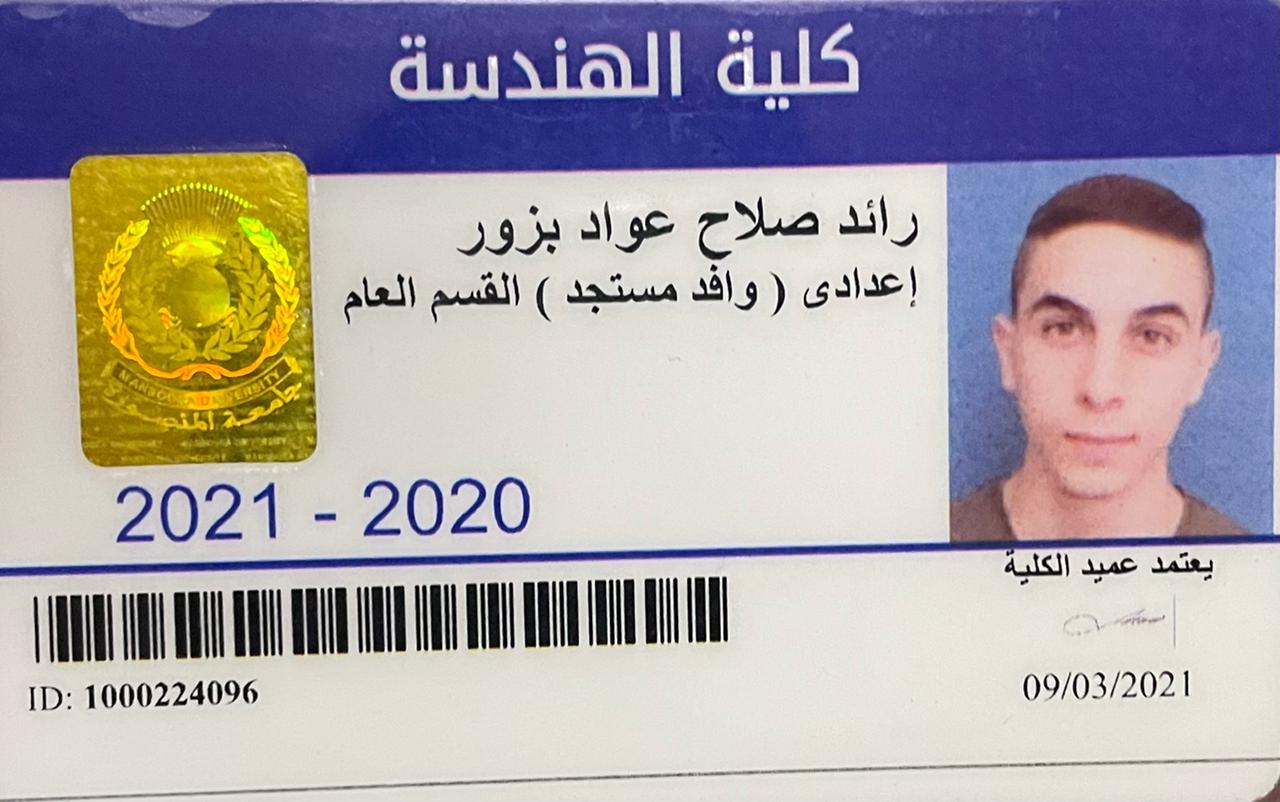 كلية الهندسة
رائد صلاح عواد بزور
إعدادى ( وافد مستجد ) القسم العام
MANSOURA UNIVERSITY
جامعة المنصورة
2021 - 2020
يعتمد عميد الكلية
ID: 1000224096
09/03/2021